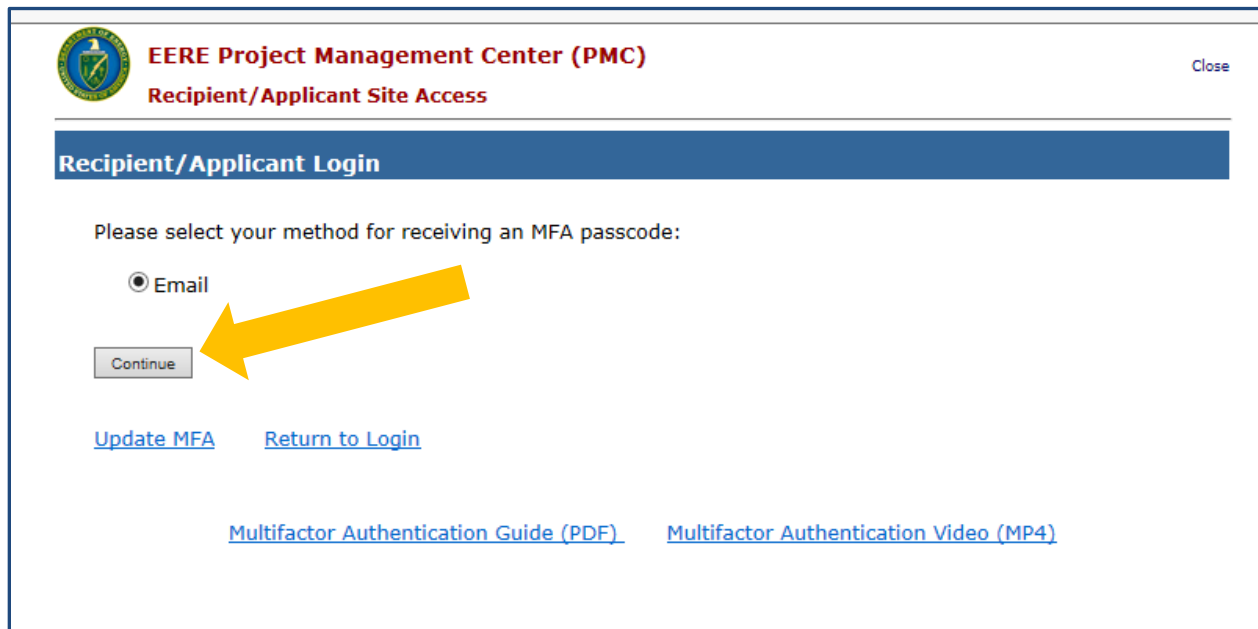 EERE Project Management Center (PMC)
Close
Recipient/Applicant Site Access
Recipient/Applicant Login
Please select your method for receiving an MFA passcode:
Email
Continue
Update MFA Return to Login
Multifactor Authentication Guide (PDF) Multifactor Authentication Video (MP4)